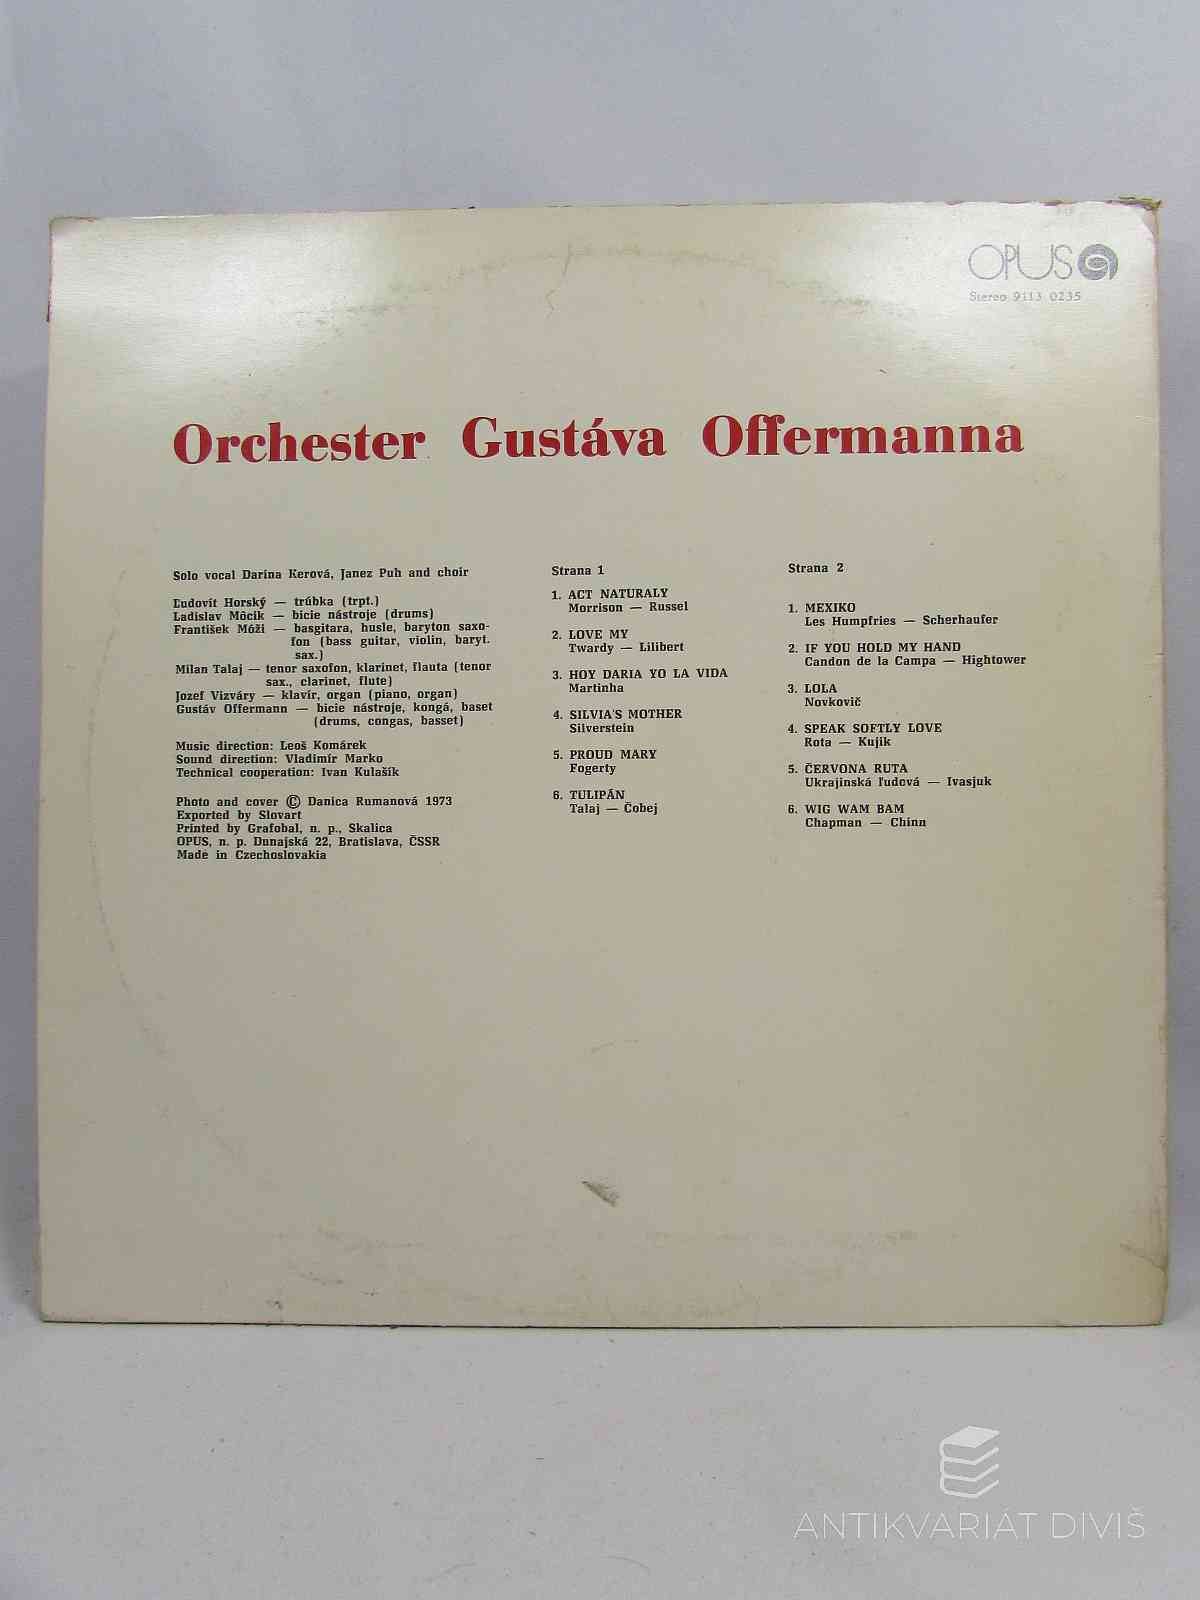 OPUS
Stereo 9113 0235
Orchester Gustáva Offermanna
Solo vocal Darina Kerová, Janez Puh and choir
Ľudovít Horský — trúbka (trpt.)
Ladislav Môcik — bicie nástroje (drums)
František Móži — basgitara, husle, baryton saxo-
fon (bass guitar, violin, baryt.
sax.)
Milan Talaj — tenor saxofon, klarinet, flauta (tenor
sax., clarinet, flute)
Jozef Vizváry — klavír, organ (piano, organ)
Gustáv Offermann — bicie nástroje, kongá, baset
(drums, congas, basset)
Music direction: Leoš Komárek
Sound direction: Vladimír Marko
Technical cooperation: Ivan Kulašík
Photo and cover © Danica Rumanová 1973
Exported by Slovart
Printed by Grafobal, n. p., Skalica
OPUS, n. p. Dunajská 22, Bratislava, ČSSR
Made in Czechoslovakia
Strana 1
1. ACT NATURALY
Morrison — Russel
2. LOVE MY
Twardy — Lilibert
3. HOY DARIA YO LA VIDA
Martinha
4. SILVIA'S MOTHER
Silverstein
5. PROUD MARY
Fogerty
6. TULIPÁN
Talaj — Čobej
Strana 2
1. MEXIKO
Les Humpfries — Scherhaufer
2. IF YOU HOLD MY HAND
Candon de la Campa — Hightower
3. LOLA
Novkovič
4. SPEAK SOFTLY LOVE
Rota — Kujik
5. ČERVONA RUTA
Ukrajinská ľudová — Ivasjuk
6. WIG WAM BAM
Chapman — Chinn
ANTIKVARIÁT DIVIŠ